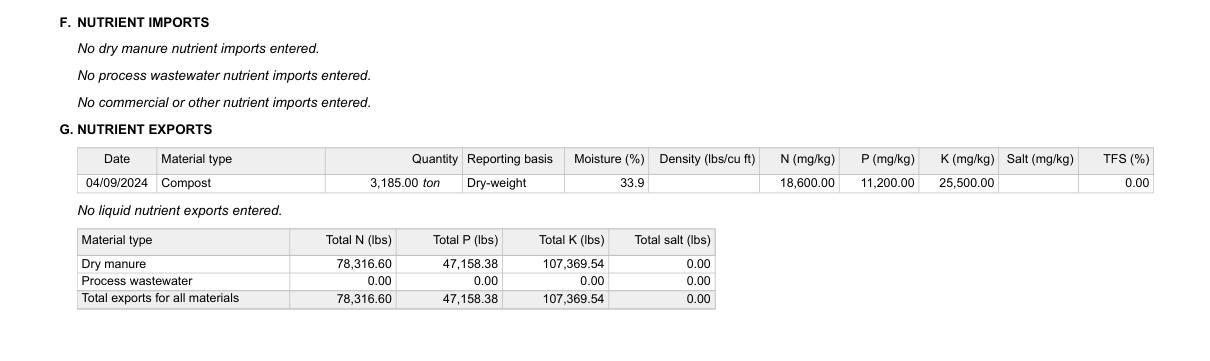 F. NUTRIENT IMPORTS
No dry manure nutrient imports entered.
No process wastewater nutrient imports entered.
No commercial or other nutrient imports entered.
G. NUTRIENT EXPORTS
Date Material type Quantity Reporting basis Moisture (%) Density (lbs/cu ft) N (mg/kg) P (mg/kg) K (mg/kg) Salt (mg/kg) TFS (%)
04/09/2024 Compost 3,185.00 ton Dry-weight 33.9 18,600.00 11,200.00 25,500.00 0.00
No liquid nutrient exports entered.
Material type Total N (lbs) Total P (lbs) Total K (lbs) Total salt (lbs)
Dry manure 78,316.60 47,158.38 107,369.54 0.00
Process wastewater 0.00 0.00 0.00 0.00
Total exports for all materials 78,316.60 47,158.38 107,369.54 0.00